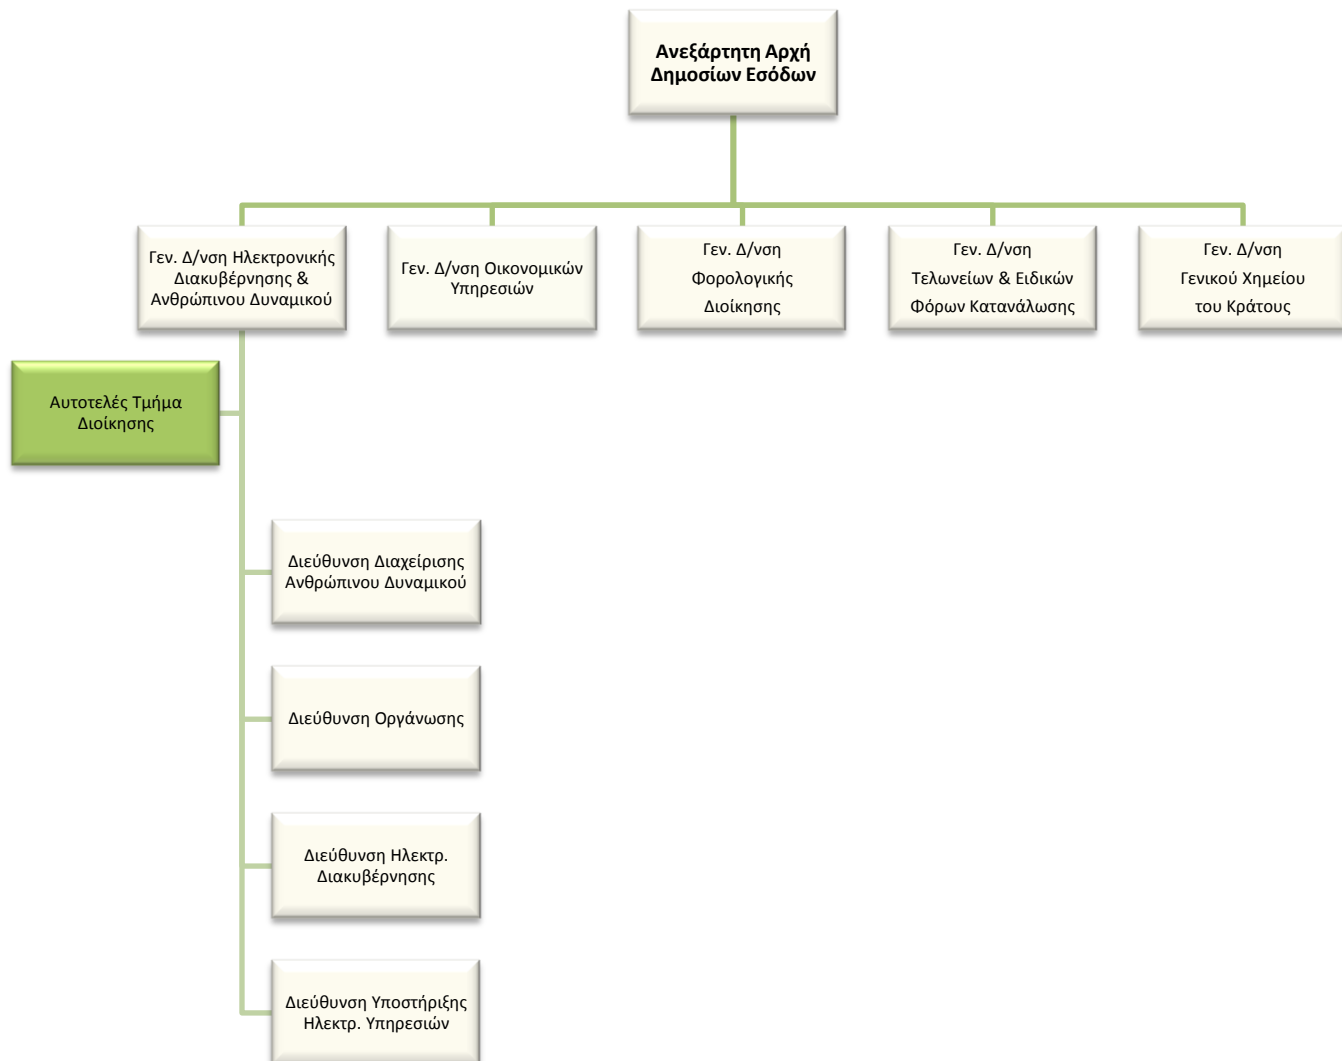 Ανεξάρτητη Αρχή
Δημοσίων Εσόδων
Γεν. Δ/νση Ηλεκτρονικής
Διακυβέρνησης &
Ανθρώπινου Δυναμικού
Γεν. Δ/νση Οικονομικών
Υπηρεσιών
Γεν. Δ/νση
Φορολογικής
Διοίκησης
Γεν. Δ/νση
Τελωνείων & Ειδικών
Φόρων Κατανάλωσης
Γεν. Δ/νση
Γενικού Χημείου
του Κράτους
Αυτοτελές Τμήμα
Διοίκησης
Διεύθυνση Διαχείρισης
Ανθρώπινου Δυναμικού
Διεύθυνση Οργάνωσης
Διεύθυνση Ηλεκτρ.
Διακυβέρνησης
Διεύθυνση Υποστήριξης
Ηλεκτρ. Υπηρεσιών